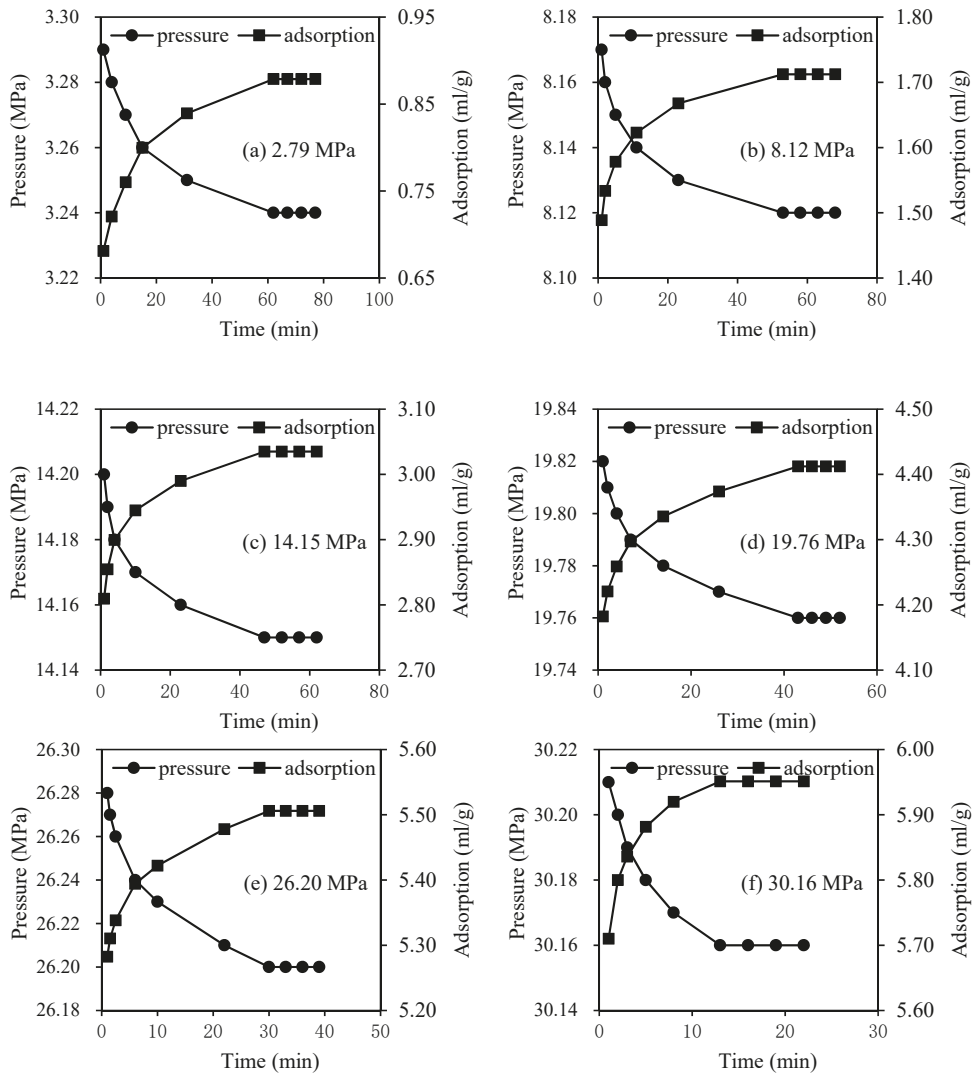 3.30
3.28
3.26
3.24
3.22
0.95
0.85
0.75
0.65
0 20 40 60 80 100
pressure adsorption
(a) 2.79 MPa
Pressure (MPa)
Adsorption (ml/g)
Time (min)
8.18
8.16
8.14
8.12
8.10
1.80
1.70
1.60
1.50
1.40
0 20 40 60 80
pressure adsorption
(b) 8.12 MPa
Pressure (MPa)
Adsorption (ml/g)
Time (min)
14.22
14.20
14.18
14.16
14.14
3.10
3.00
2.90
2.80
2.70
0 20 40 60 80
pressure adsorption
(c) 14.15 MPa
Pressure (MPa)
Adsorption (ml/g)
Time (min)
19.84
19.82
19.80
19.78
19.76
19.74
4.50
4.40
4.30
4.20
4.10
0 20 40 60
pressure adsorption
(d) 19.76 MPa
Pressure (MPa)
Adsorption (ml/g)
Time (min)
26.30
26.28
26.26
26.24
26.22
26.20
26.18
5.60
5.50
5.40
5.30
5.20
0 10 20 30 40 50
pressure adsorption
(e) 26.20 MPa
Pressure (MPa)
Adsorption (ml/g)
Time (min)
30.22
30.20
30.18
30.16
30.14
6.00
5.90
5.80
5.70
5.60
0 10 20 30
pressure adsorption
(f) 30.16 MPa
Pressure (MPa)
Adsorption (ml/g)
Time (min)